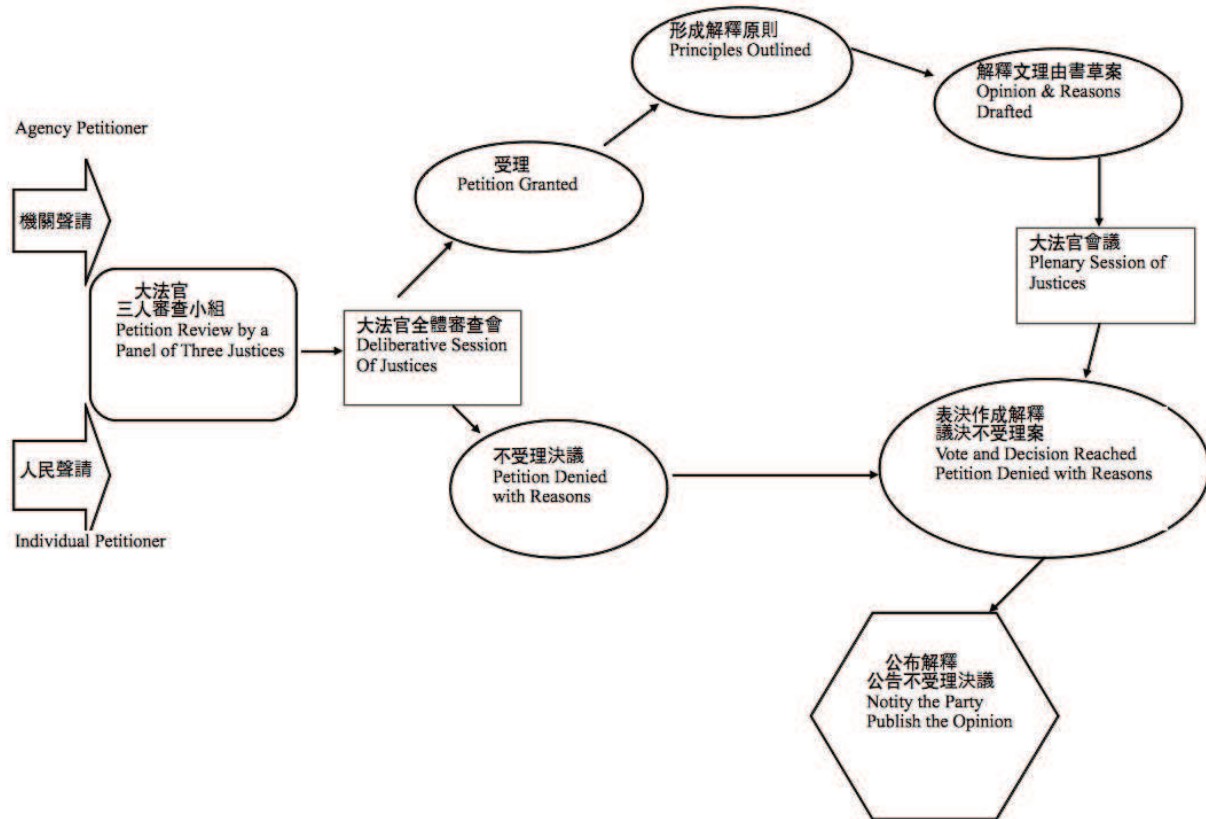 Agency Petitioner
機關聲請
大法官
三人審查小組
Petition Review by a
Panel of Three Justices
人民聲請
Individual Petitioner
大法官全體審查會
Deliberative Session
Of Justices
受理
Petition Granted
形成解釋原則
Principles Outlined
解釋文理由書草案
Opinion & Reasons
Drafted
大法官會議
Plenary Session of
Justices
不受理決議
Petition Denied
with Reasons
表決作成解釋
議決不受理案
Vote and Decision Reached
Petition Denied with Reasons
公布解釋
公告不受理決議
Notity the Party
Publish the Opinion